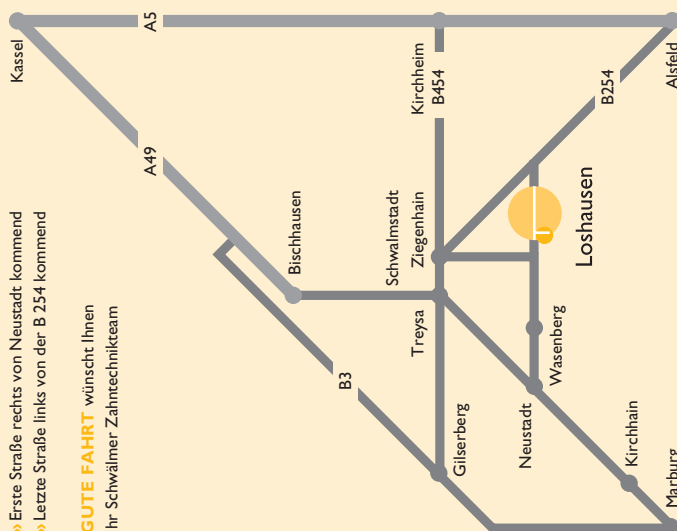 » Erste Straße rechts von Neustadt kommend
» Letzte Straße links von der B 254 kommend
GUTE FAHRT wünscht Ihnen
hr Schwälmer Zahntechnikteam
Kassel
A5
A49
Kirchheim
B454
B254
Alsfeld
Bischhausen
Schwalmstadt
Ziegenhain
Loshausen
Treysa
Wasenberg
B3
Gilserberg
Neustadt
Kirchhain
Marburg